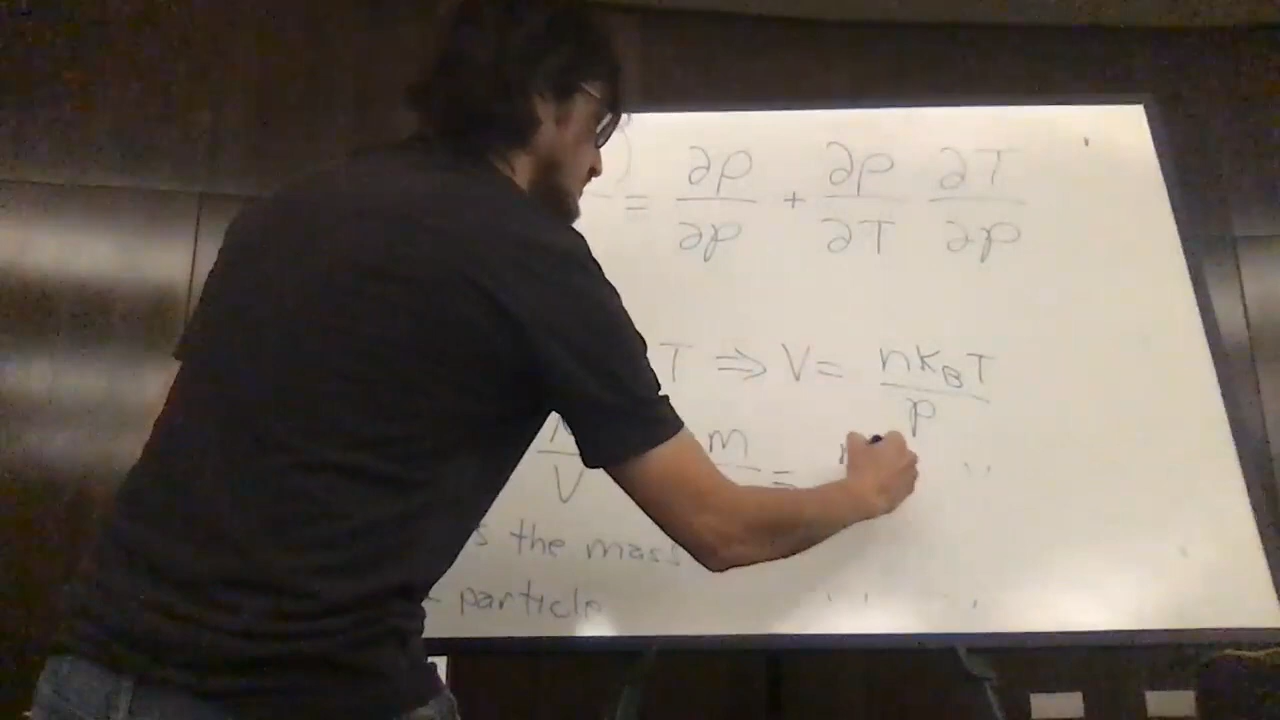 ) = ∂ρ/∂p + ∂ρ/∂T ∂T/∂p
T ⇒ V = nk_BT/p
/V m/ =
s the mass
particle